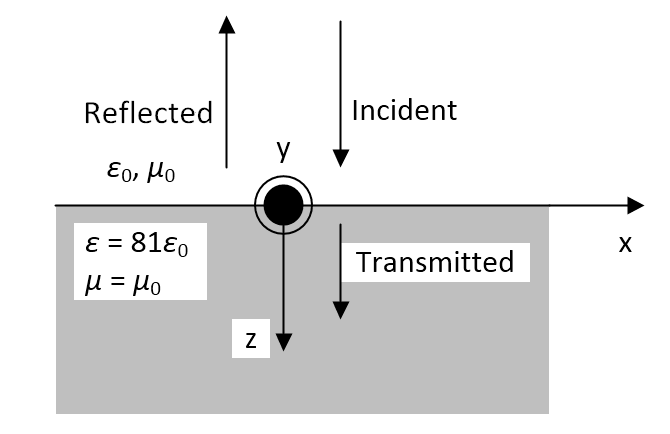 Reflected
Incident
y
ε₀, μ₀
x
ε = 81ε₀
μ = μ₀
Transmitted
z